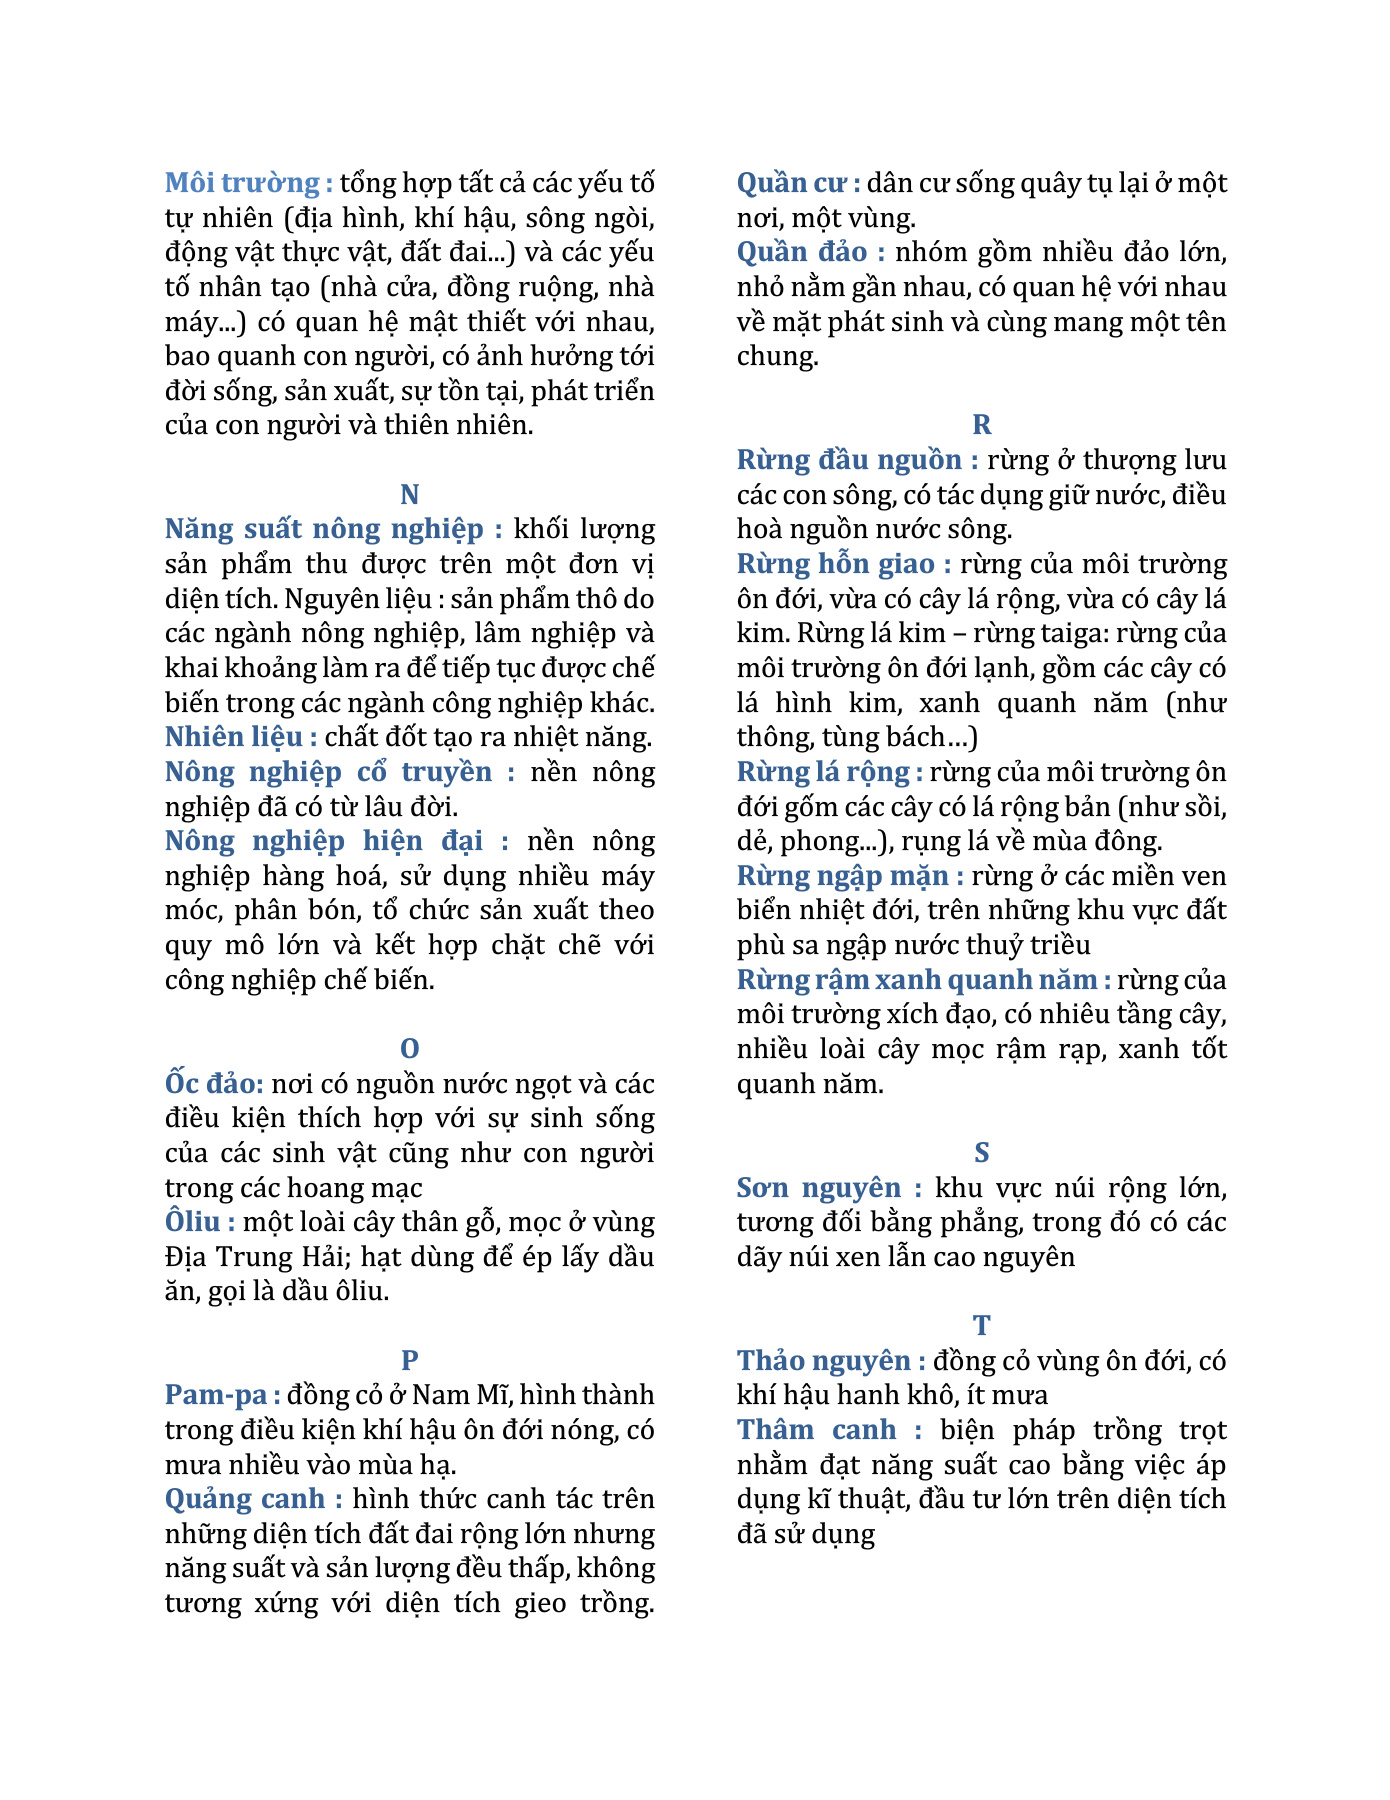 Môi trường : tổng hợp tất cả các yếu tố
tự nhiên (địa hình, khí hậu, sông ngòi,
động vật thực vật, đất đai...) và các yếu
tố nhân tạo (nhà cửa, đồng ruộng, nhà
máy...) có quan hệ mật thiết với nhau,
bao quanh con người, có ảnh hưởng tới
đời sống, sản xuất, sự tồn tại, phát triển
của con người và thiên nhiên.
N
Năng suất nông nghiệp : khối lượng
sản phẩm thu được trên một đơn vị
diện tích. Nguyên liệu : sản phẩm thô do
các ngành nông nghiệp, lâm nghiệp và
khai khoảng làm ra để tiếp tục được chế
biến trong các ngành công nghiệp khác.
Nhiên liệu : chất đốt tạo ra nhiệt năng.
Nông nghiệp cổ truyền : nền nông
nghiệp đã có từ lâu đời.
Nông nghiệp hiện đại : nền nông
nghiệp hàng hoá, sử dụng nhiều máy
móc, phân bón, tổ chức sản xuất theo
quy mô lớn và kết hợp chặt chẽ với
công nghiệp chế biến.
O
Ốc đảo: nơi có nguồn nước ngọt và các
điều kiện thích hợp với sự sinh sống
của các sinh vật cũng như con người
trong các hoang mạc
Ôliu : một loài cây thân gỗ, mọc ở vùng
Địa Trung Hải; hạt dùng để ép lấy dầu
ăn, gọi là dầu ôliu.
P
Pam-pa : đồng cỏ ở Nam Mĩ, hình thành
trong điều kiện khí hậu ôn đới nóng, có
mưa nhiều vào mùa hạ.
Quảng canh : hình thức canh tác trên
những diện tích đất đai rộng lớn nhưng
năng suất và sản lượng đều thấp, không
tương xứng với diện tích gieo trồng.
Quần cư : dân cư sống quây tụ lại ở một
nơi, một vùng.
Quần đảo : nhóm gồm nhiều đảo lớn,
nhỏ nằm gần nhau, có quan hệ với nhau
về mặt phát sinh và cùng mang một tên
chung.
R
Rừng đầu nguồn : rừng ở thượng lưu
các con sông, có tác dụng giữ nước, điều
hoà nguồn nước sông.
Rừng hỗn giao : rừng của môi trường
ôn đới, vừa có cây lá rộng, vừa có cây lá
kim. Rừng lá kim – rừng taiga: rừng của
môi trường ôn đới lạnh, gồm các cây có
lá hình kim, xanh quanh năm (như
thông, tùng bách...)
Rừng lá rộng : rừng của môi trường ôn
đới gốm các cây có lá rộng bản (như sồi,
dẻ, phong...), rụng lá về mùa đông.
Rừng ngập mặn : rừng ở các miền ven
biển nhiệt đới, trên những khu vực đất
phù sa ngập nước thuỷ triều
Rừng rậm xanh quanh năm : rừng của
môi trường xích đạo, có nhiêu tầng cây,
nhiều loài cây mọc rậm rạp, xanh tốt
quanh năm.
S
Sơn nguyên : khu vực núi rộng lớn,
tương đối bằng phẳng, trong đó có các
dãy núi xen lẫn cao nguyên
T
Thảo nguyên : đồng cỏ vùng ôn đới, có
khí hậu hanh khô, ít mưa
Thâm canh : biện pháp trồng trọt
nhằm đạt năng suất cao bằng việc áp
dụng kĩ thuật, đầu tư lớn trên diện tích
đã sử dụng